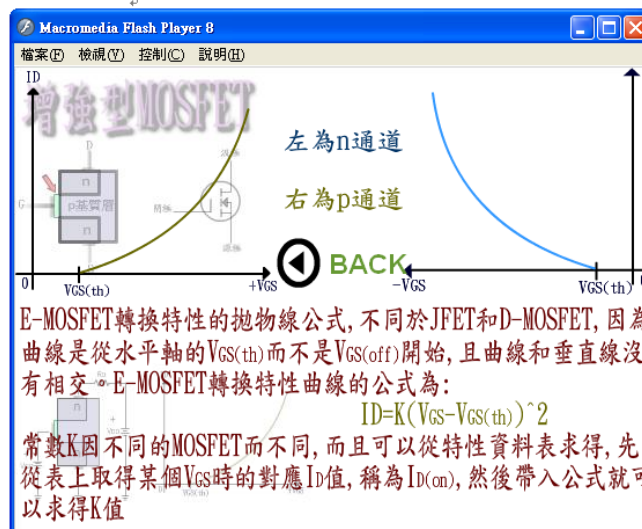 Macromedia Flash Player 8
檔案(F) 檢視(V) 控制(C) 說明(H)
ID
增強型MOSFET
D
n
G
p基質層
n
閘極
源極
左為n通道
右為p通道
BACK
0
VGS(th)
+VGS
-VGS
VGS(th)
E-MOSFET轉換特性的拋物線公式,不同於JFET和D-MOSFET,因為
曲線是從水平軸的VGS(th)而不是VGS(off)開始,且曲線和垂直線沒
有相交。E-MOSFET轉換特性曲線的公式為:
ID=K(VGS-VGS(th))^2
常數K因不同的MOSFET而不同,而且可以從特性資料表求得,先
從表上取得某個VGS時的對應ID值,稱為ID(on),然後帶入公式就可
以求得K值